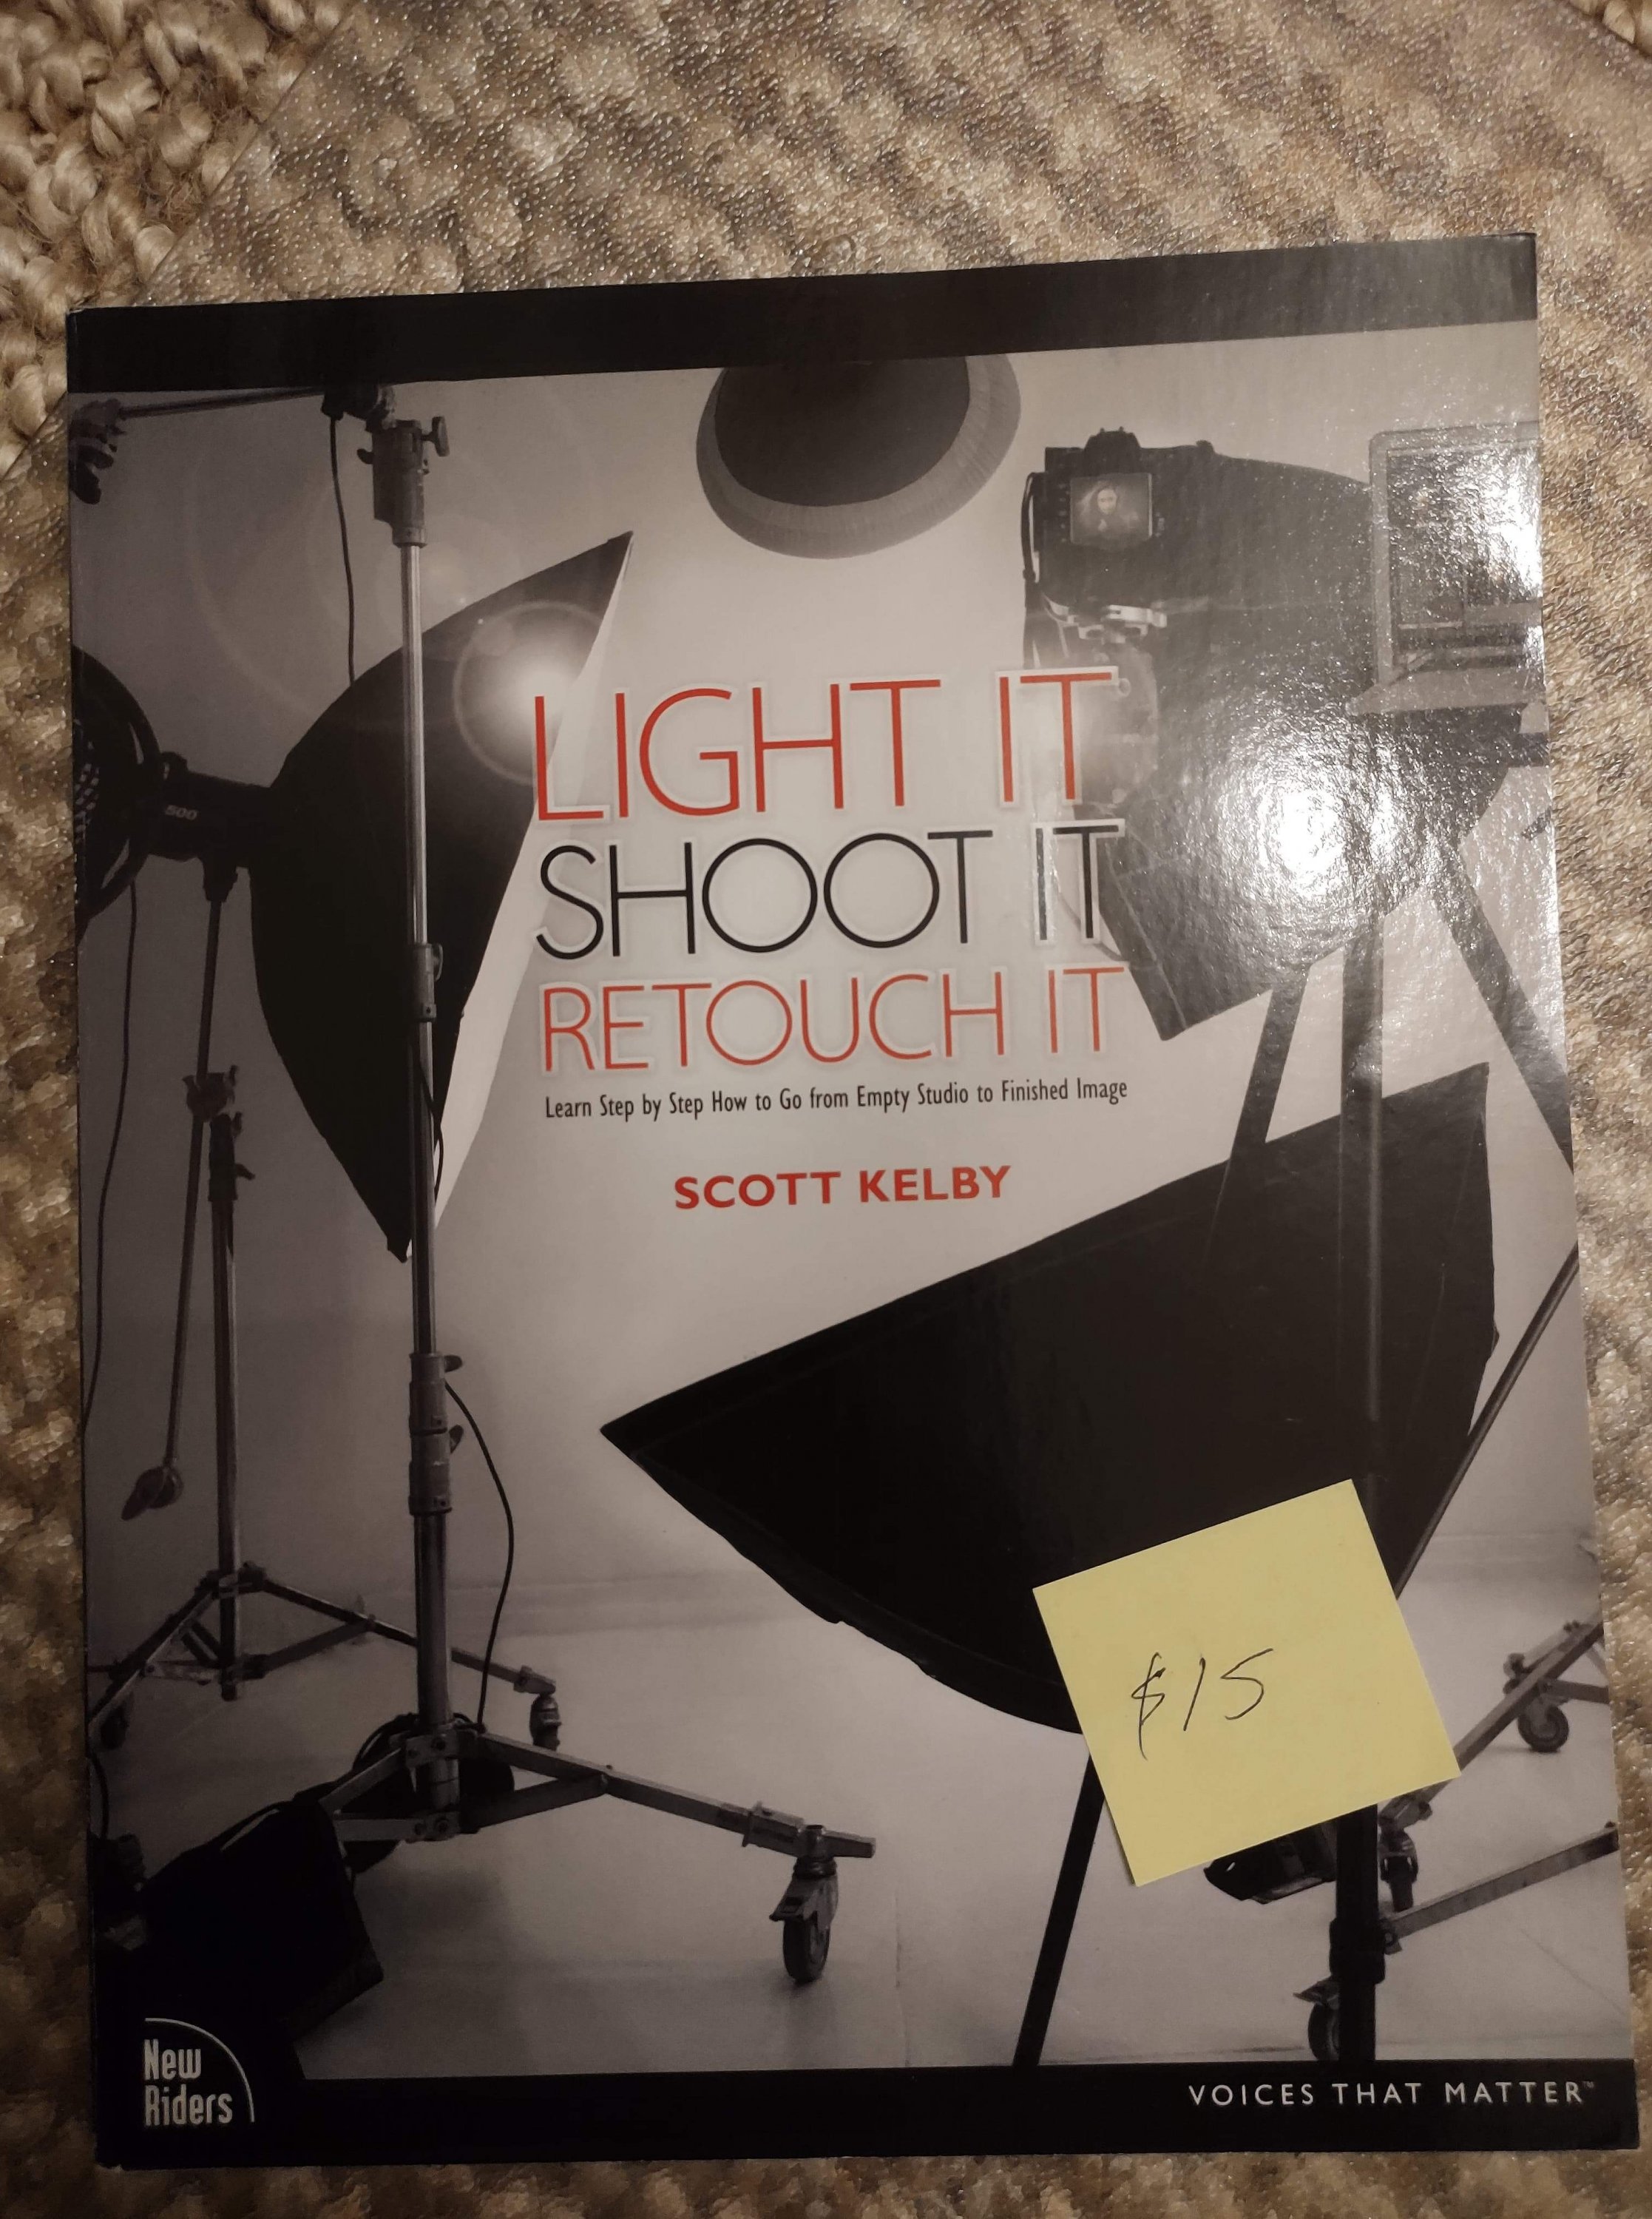 500
LIGHT IT
SHOOT IT
RETOUCH IT
Learn Step by Step How to Go from Empty Studio to Finished Image
SCOTT KELBY
$15
New
Riders
VOICES THAT MATTER™